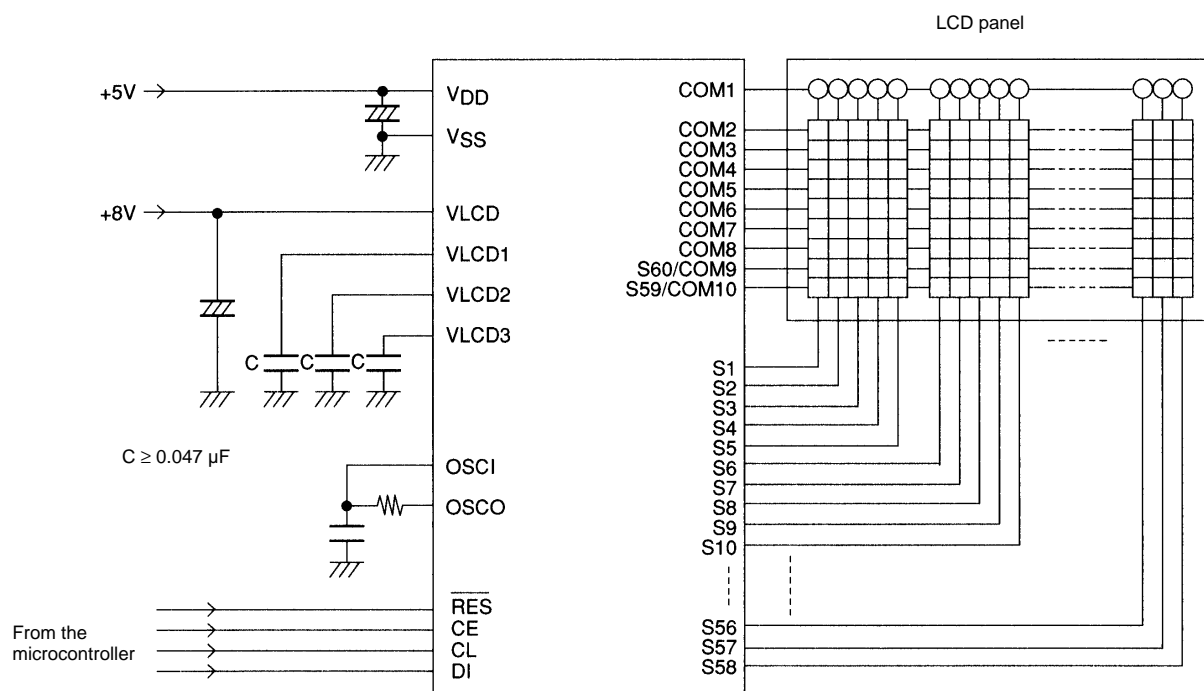 LCD panel
+5V
VDD
VSS
+8V
VLCD
VLCD1
VLCD2
VLCD3
C
C
C
C ≥ 0.047 µF
OSCI
OSCO
From the
microcontroller
RES
CE
CL
DI
COM1
COM2
COM3
COM4
COM5
COM6
COM7
COM8
S60/COM9
S59/COM10
S1
S2
S3
S4
S5
S6
S7
S8
S9
S10
S56
S57
S58